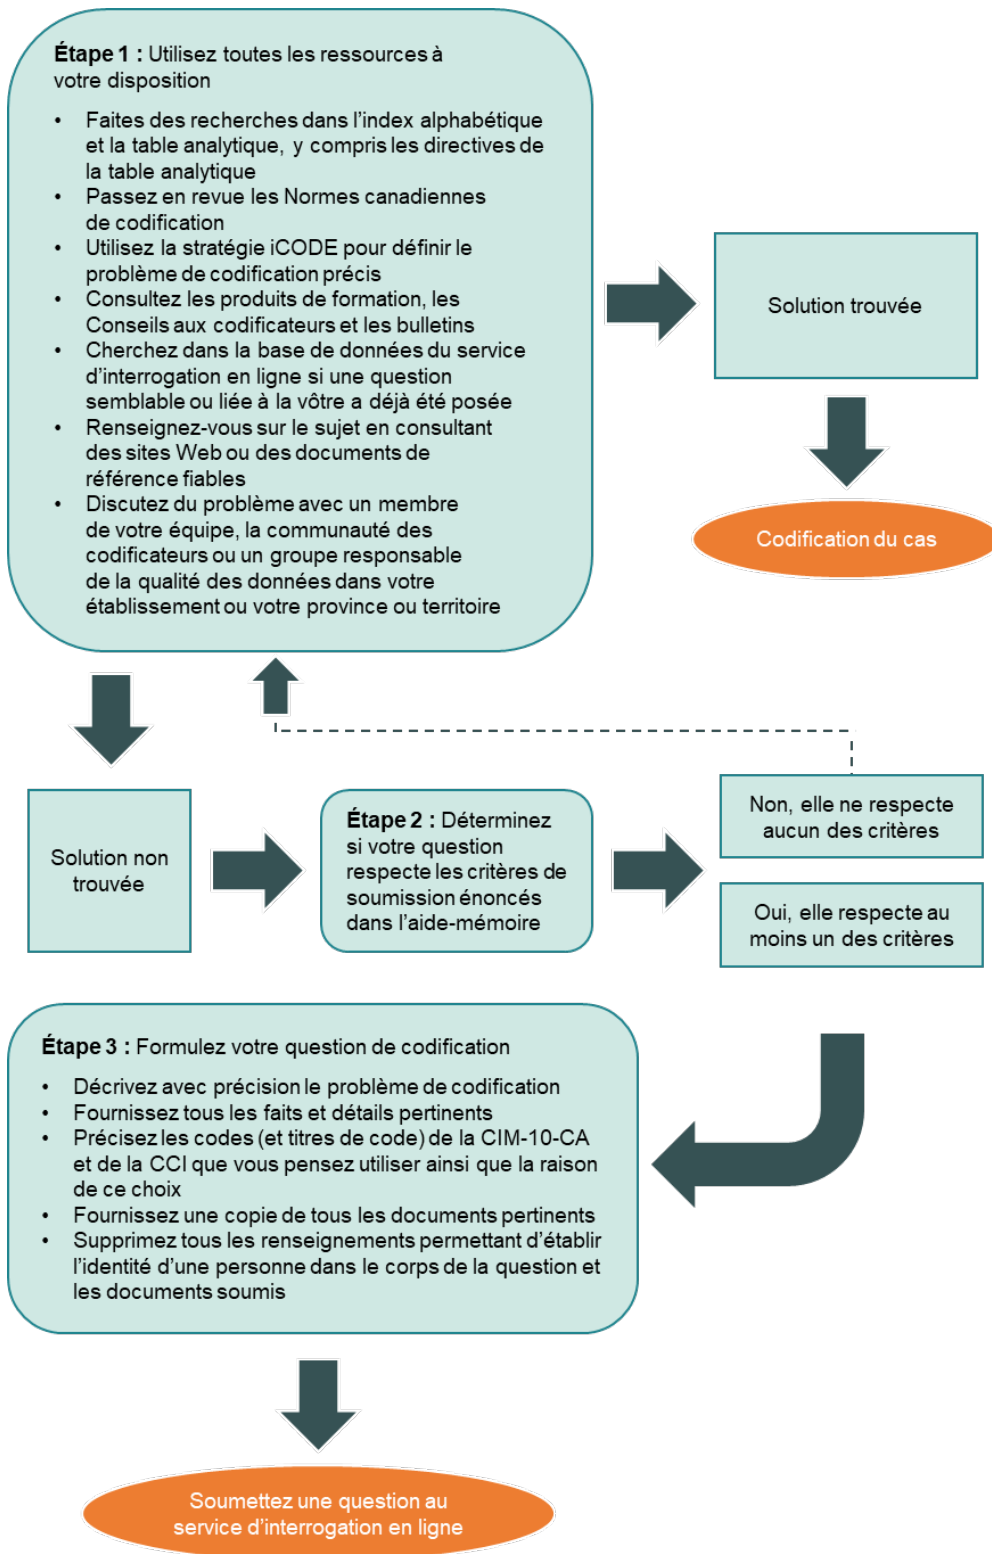 Étape 1 : Utilisez toutes les ressources à
votre disposition
• Faites des recherches dans l'index alphabétique
et la table analytique, y compris les directives de
la table analytique
• Passez en revue les Normes canadiennes
de codification
• Utilisez la stratégie iCODE pour définir le
problème de codification précis
• Consultez les produits de formation, les
Conseils aux codificateurs et les bulletins
• Cherchez dans la base de données du service
d'interrogation en ligne si une question
semblable ou liée à la vôtre a déjà été posée
• Renseignez-vous sur le sujet en consultant
des sites Web ou des documents de
référence fiables
• Discutez du problème avec un membre
de votre équipe, la communauté des
codificateurs ou un groupe responsable
de la qualité des données dans votre
établissement ou votre province ou territoire
Solution trouvée
Codification du cas
Solution non
trouvée
Étape 2 : Déterminez
si votre question
respecte les critères de
soumission énoncés
dans l'aide-mémoire
Non, elle ne respecte
aucun des critères
Oui, elle respecte au
moins un des critères
Étape 3 : Formulez votre question de codification
• Décrivez avec précision le problème de codification
• Fournissez tous les faits et détails pertinents
• Précisez les codes (et titres de code) de la CIM-10-CA
et de la CCI que vous pensez utiliser ainsi que la raison
de ce choix
• Fournissez une copie de tous les documents pertinents
• Supprimez tous les renseignements permettant d'établir
l'identité d'une personne dans le corps de la question et
les documents soumis
Soumettez une question au
service d'interrogation en ligne